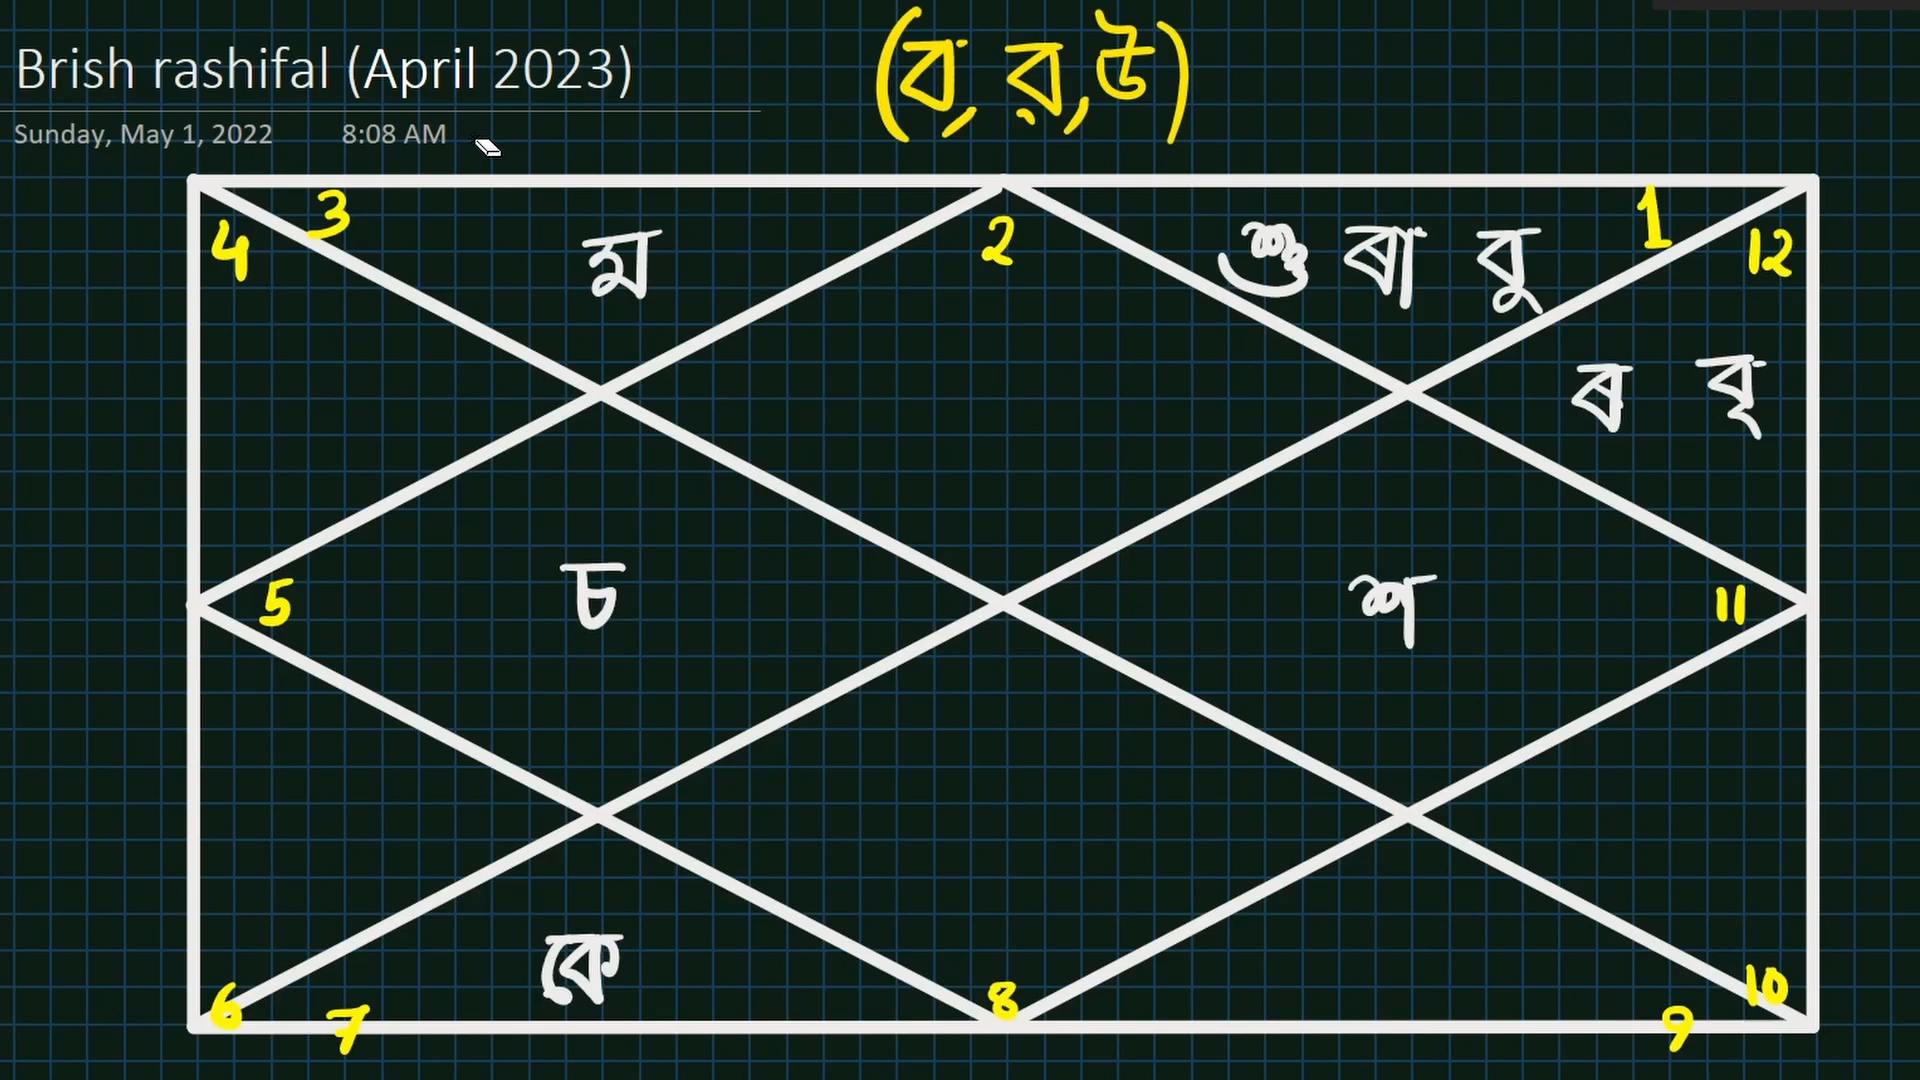 Brish rashifal (April 2023)
(ব, ব়, উ)
Sunday, May 1, 2022 8:08 AM
3 1
4 ম 2 শু ৰা বু 12
ৰ বৃ
5 চ শ 11
কে
6 8 10
7 9